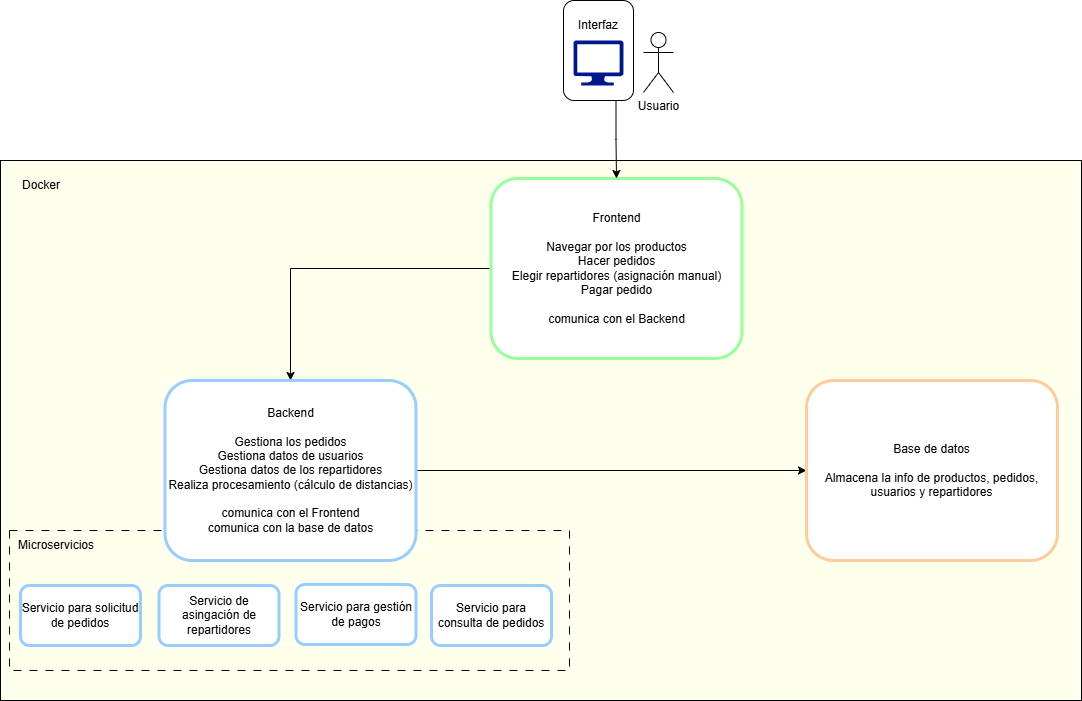 Interfaz
Usuario
Docker
Frontend
Navegar por los productos
Hacer pedidos
Elegir repartidores (asignación manual)
Pagar pedido
comunica con el Backend
Backend
Gestiona los pedidos
Gestiona datos de usuarios
Gestiona datos de los repartidores
Realiza procesamiento (cálculo de distancias)
comunica con el Frontend
comunica con la base de datos
Base de datos
Almacena la info de productos, pedidos,
usuarios y repartidores
Microservicios
Servicio para solicitud
de pedidos
Servicio de
asingación de
repartidores
Servicio para gestión
de pagos
Servicio para
consulta de pedidos